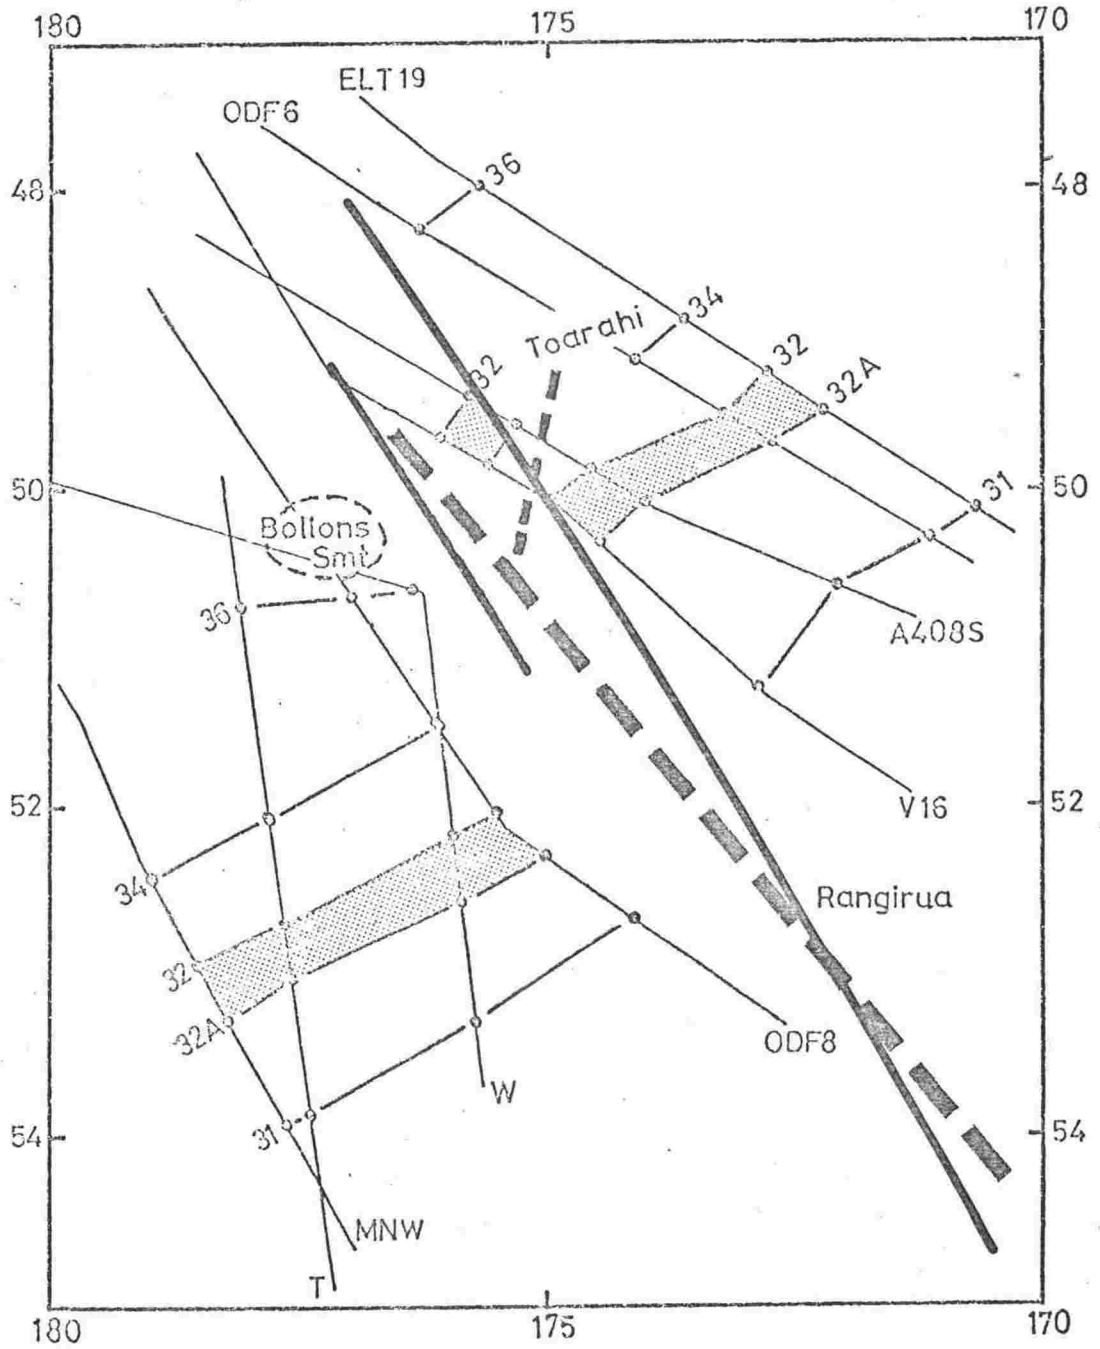 180 175 170
ELT19
ODF6
36
48 48
34
Toarahi
32
32
32A
50 31 50
Bollons
Smt
36
A408S
52 V16 52
34
Rangirua
32
32A
ODF8
W
54 31 54
MNW
T
180 175 170